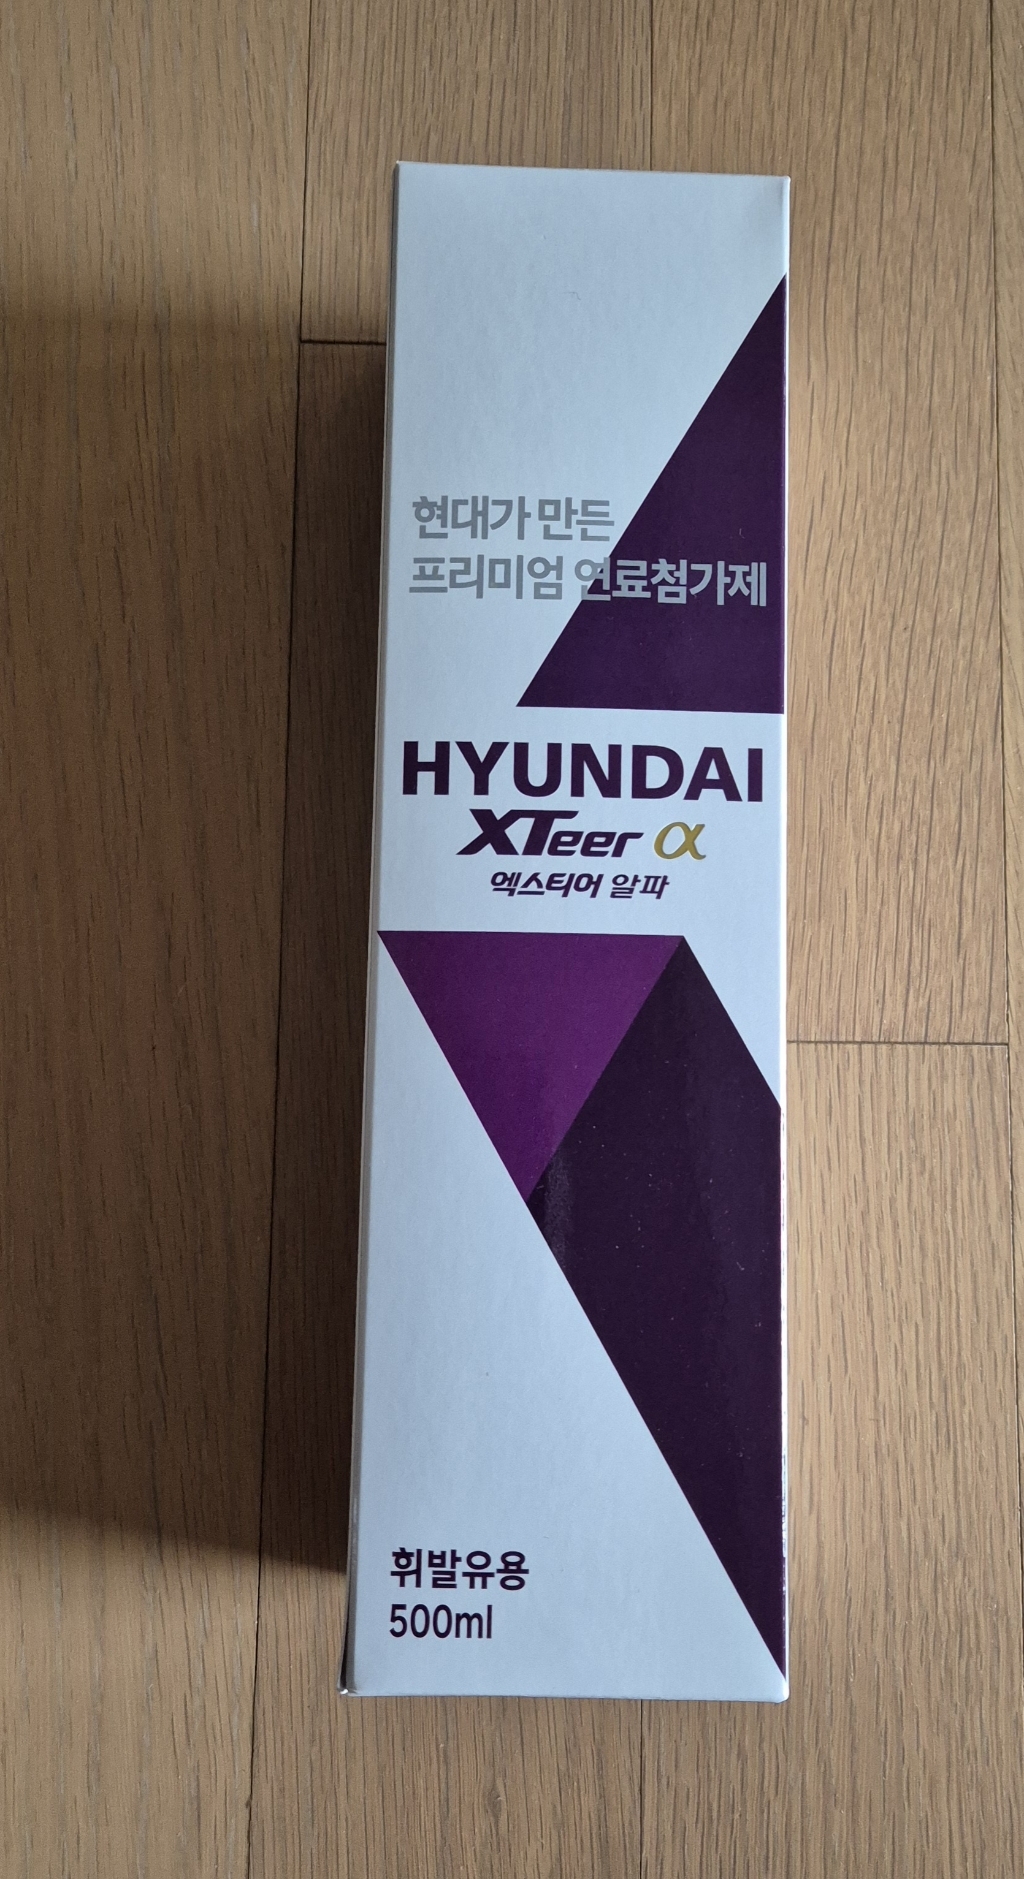 현대가 만든
프리미엄 연료첨가제
HYUNDAI
XTeer α
엑스티어 알파
휘발유용
500ml